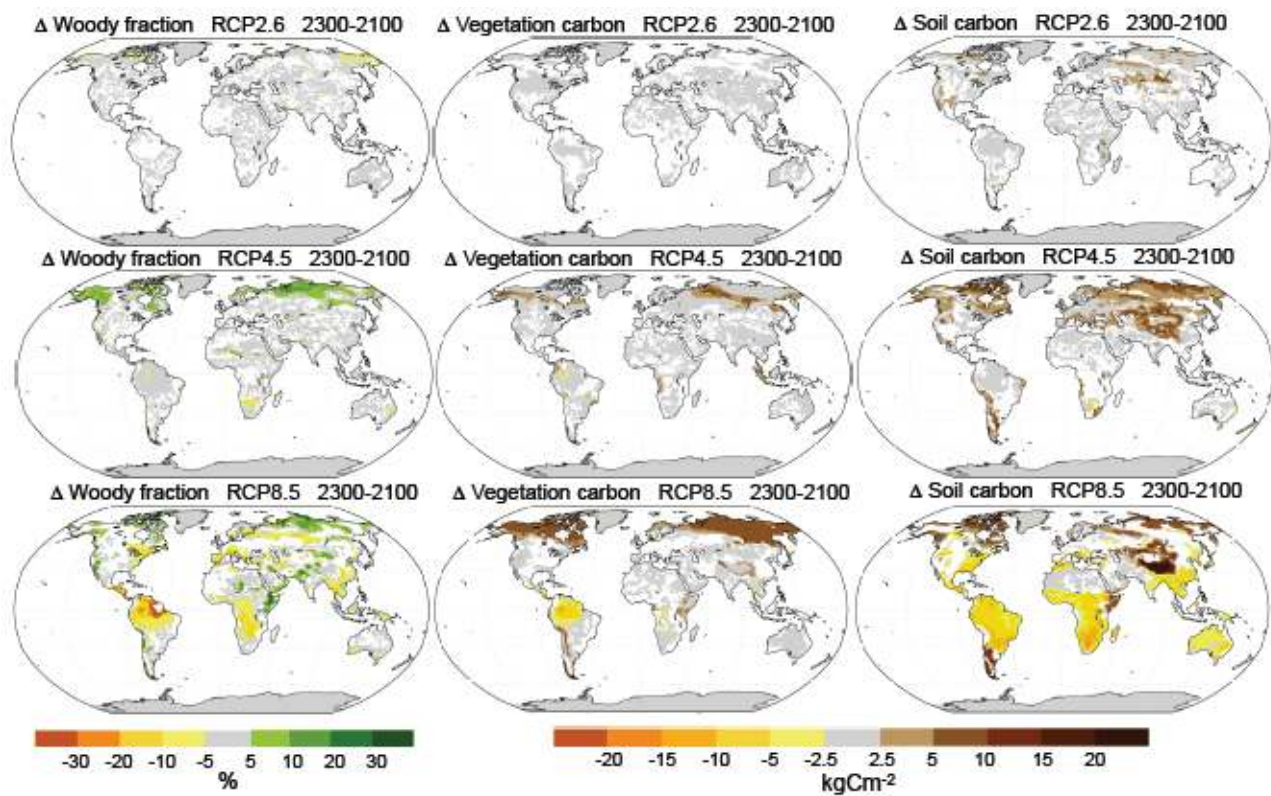 Δ Woody fraction RCP2.6 2300-2100
Δ Vegetation carbon RCP2.6 2300-2100
Δ Soil carbon RCP2.6 2300-2100
Δ Woody fraction RCP4.5 2300-2100
Δ Vegetation carbon RCP4.5 2300-2100
Δ Soil carbon RCP4.5 2300-2100
Δ Woody fraction RCP8.5 2300-2100
Δ Vegetation carbon RCP8.5 2300-2100
Δ Soil carbon RCP8.5 2300-2100
-30 -20 -10 -5 5 10 20 30
%
-20 -15 -10 -5 -2.5 2.5 5 10 15 20
kgCm⁻²